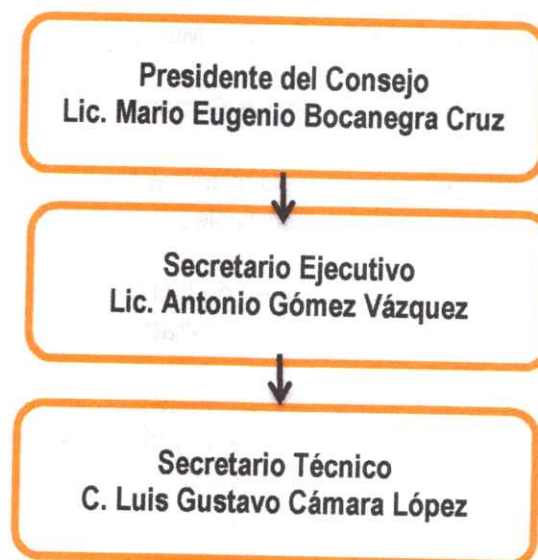 Presidente del Consejo
Lic. Mario Eugenio Bocanegra Cruz
Secretario Ejecutivo
Lic. Antonio Gómez Vázquez
Secretario Técnico
C. Luis Gustavo Cámara López